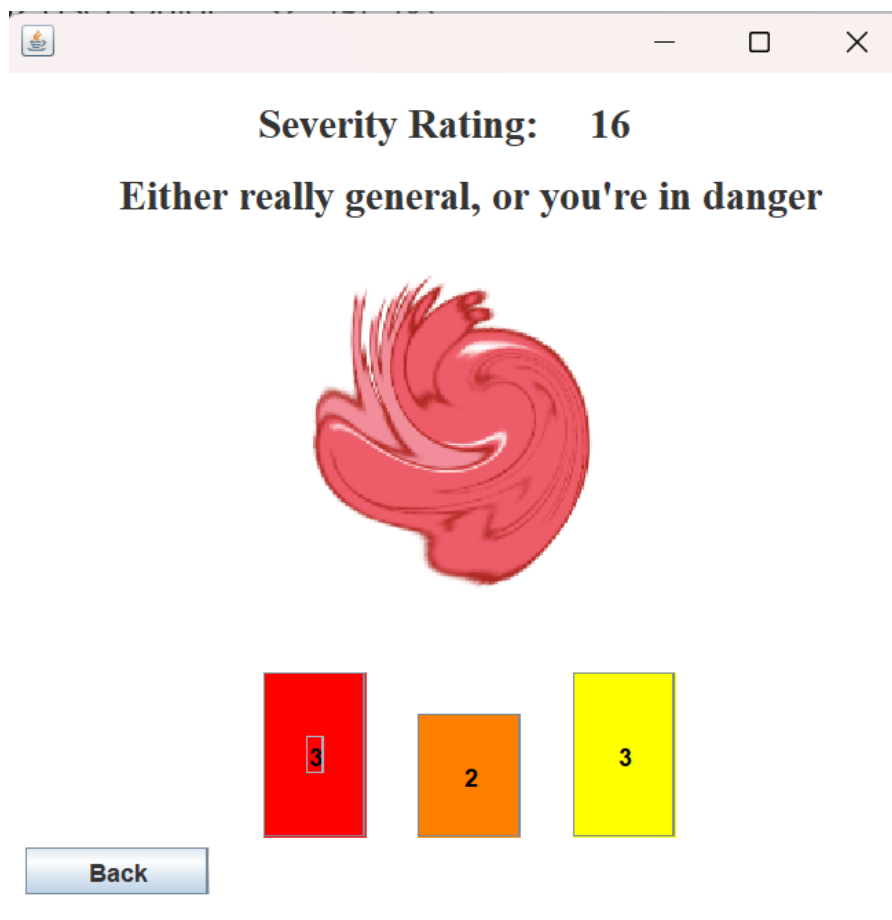 Severity Rating: 16
Either really general, or you're in danger
3
2
3
Back